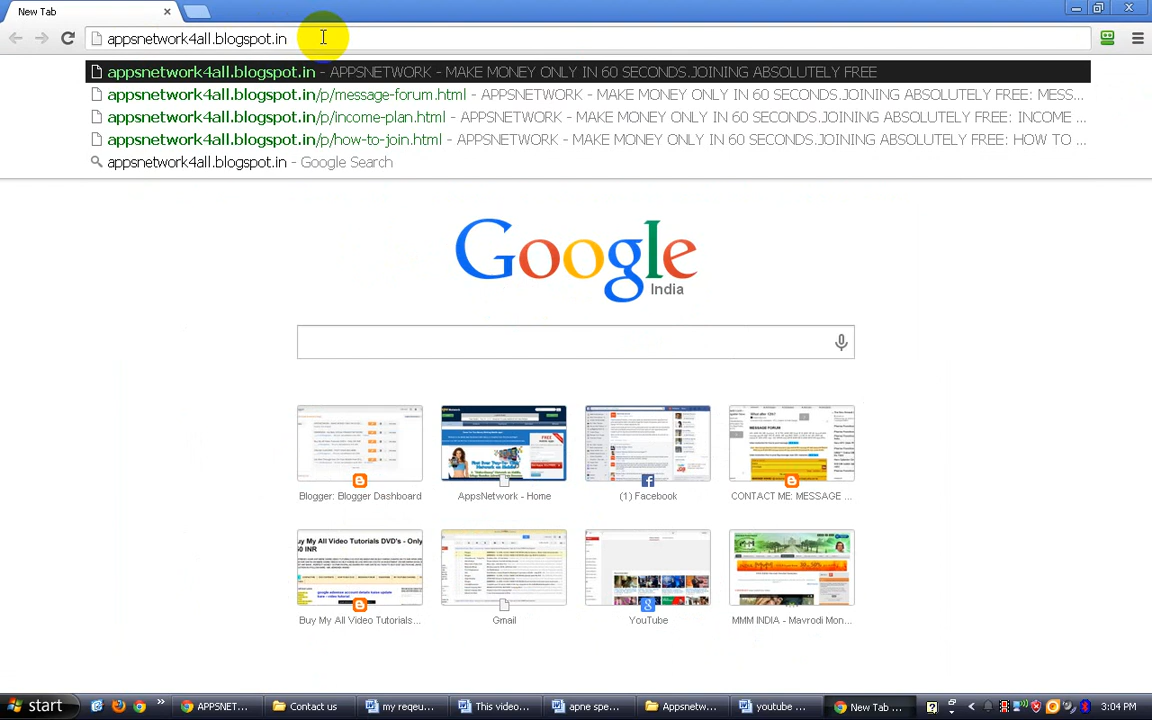 New Tab
appsnetwork4all.blogspot.in
appsnetwork4all.blogspot.in - APPSNETWORK - MAKE MONEY ONLY IN 60 SECONDS.JOINING ABSOLUTELY FREE
appsnetwork4all.blogspot.in/p/message-forum.html - APPSNETWORK - MAKE MONEY ONLY IN 60 SECONDS.JOINING ABSOLUTELY FREE: MESS...
appsnetwork4all.blogspot.in/p/income-plan.html - APPSNETWORK - MAKE MONEY ONLY IN 60 SECONDS.JOINING ABSOLUTELY FREE: INCOME ...
appsnetwork4all.blogspot.in/p/how-to-join.html - APPSNETWORK - MAKE MONEY ONLY IN 60 SECONDS.JOINING ABSOLUTELY FREE: HOW TO ...
appsnetwork4all.blogspot.in - Google Search
Google
India
Blogger: Blogger Dashboard AppsNetwork - Home (1) Facebook CONTACT ME: MESSAGE ...
Buy My All Video Tutorials... Gmail YouTube MMM INDIA - Mavrodi Mon...
start APPSNET... Contact us my reqeu... This video... apne spe... Appsnetw... youtube ... New Tab ... 3:04 PM